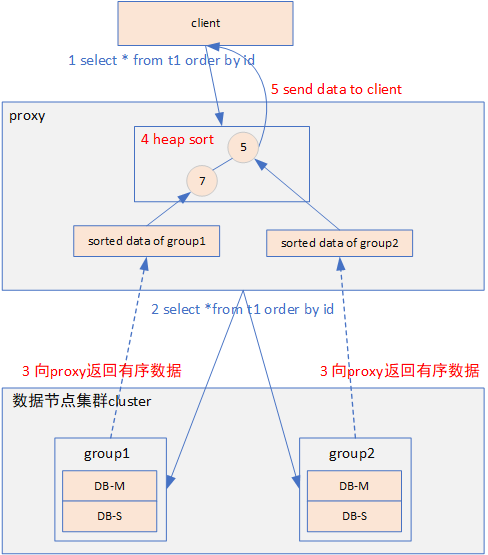 client
1 select * from t1 order by id
5 send data to client
proxy
4 heap sort
5
7
sorted data of group1
sorted data of group2
2 select *from t1 order by id
3 向proxy返回有序数据
3 向proxy返回有序数据
数据节点集群cluster
group1
group2
DB-M
DB-M
DB-S
DB-S